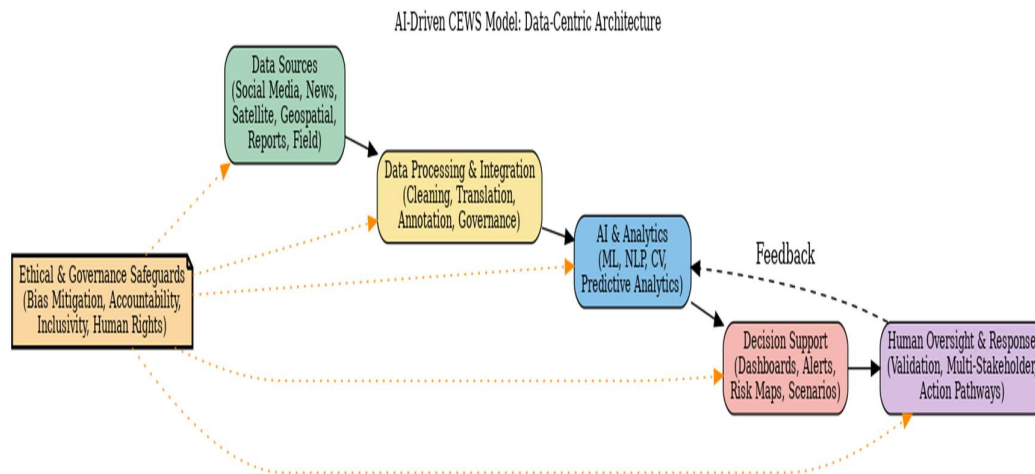 AI-Driven CEWS Model: Data-Centric Architecture
Data Sources
(Social Media, News,
Satellite, Geospatial,
Reports, Field)
Data Processing & Integration
(Cleaning, Translation,
Annotation, Governance)
AI & Analytics
(ML, NLP, CV,
Predictive Analytics)
Feedback
Ethical & Governance Safeguards
(Bias Mitigation, Accountability,
Inclusivity, Human Rights)
Decision Support
(Dashboards, Alerts,
Risk Maps, Scenarios)
Human Oversight & Response
(Validation, Multi-Stakeholder,
Action Pathways)